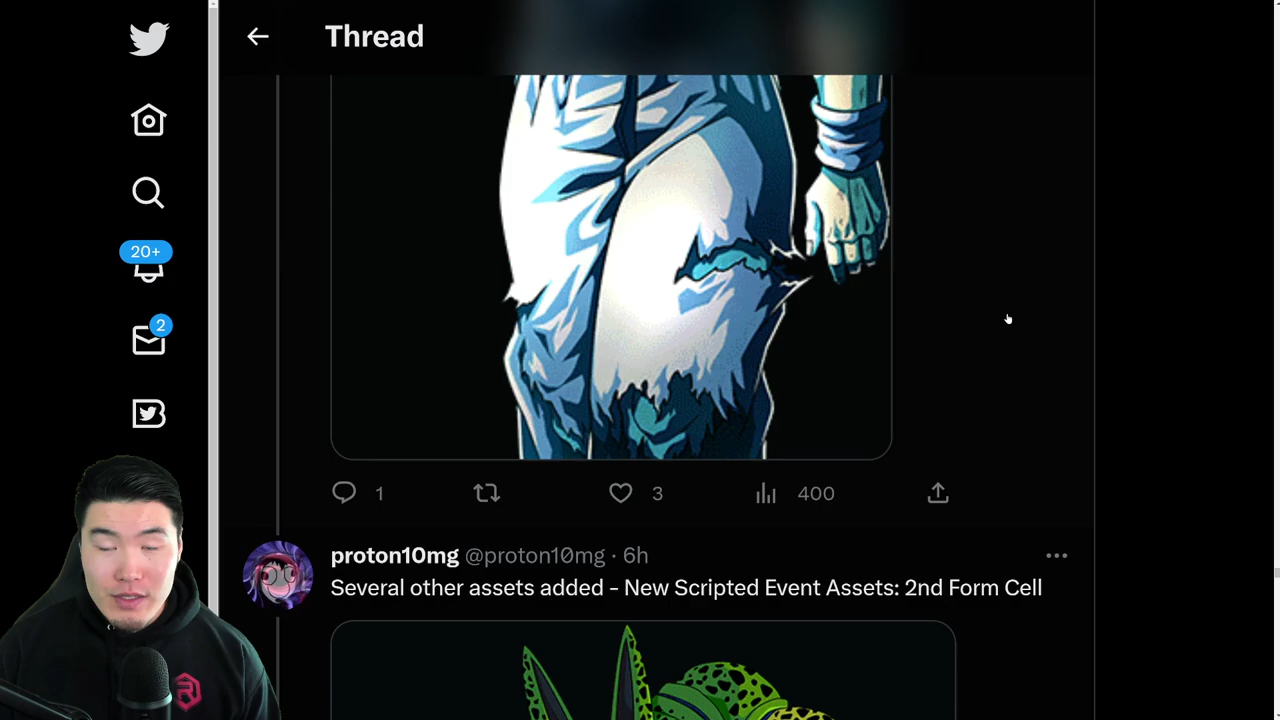 Thread
20+
2
1
3
400
proton10mg @proton10mg · 6h
Several other assets added - New Scripted Event Assets: 2nd Form Cell